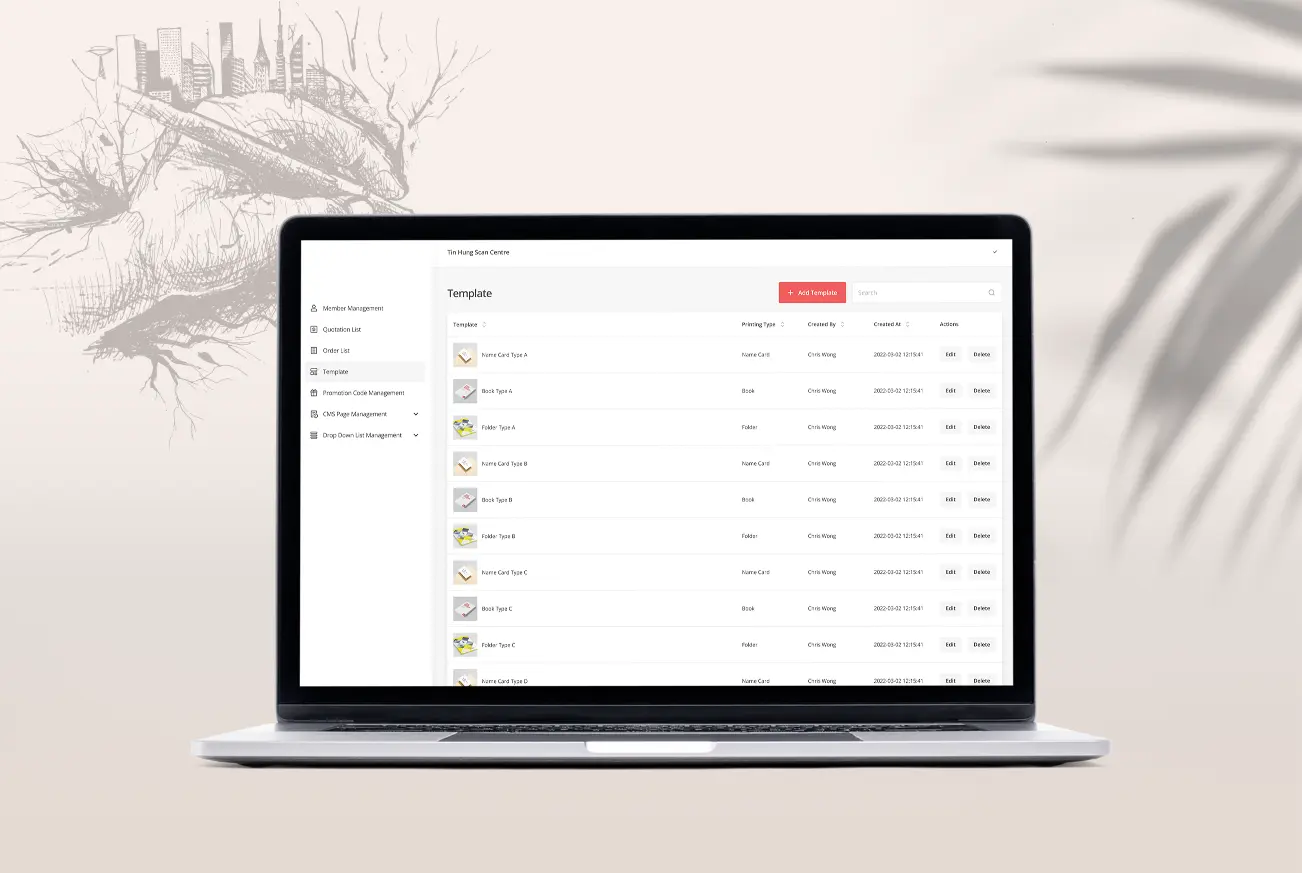 Tin Hung Scan Centre
Member Management
Quotation List
Order List
Template
Promotion Code Management
CMS Page Management
Drop Down List Management
Template
+ Add Template
Search
Template Printing Type Created By Created At Actions
Name Card Type A Name Card Chris Wong 2022-03-02 12:15:41 Edit Delete
Book Type A Book Chris Wong 2022-03-02 12:15:41 Edit Delete
Folder Type A Folder Chris Wong 2022-03-02 12:15:41 Edit Delete
Name Card Type B Name Card Chris Wong 2022-03-02 12:15:41 Edit Delete
Book Type B Book Chris Wong 2022-03-02 12:15:41 Edit Delete
Folder Type B Folder Chris Wong 2022-03-02 12:15:41 Edit Delete
Name Card Type C Name Card Chris Wong 2022-03-02 12:15:41 Edit Delete
Book Type C Book Chris Wong 2022-03-02 12:15:41 Edit Delete
Folder Type C Folder Chris Wong 2022-03-02 12:15:41 Edit Delete
Name Card Type D Name Card Chris Wong 2022-03-02 12:15:41 Edit Delete